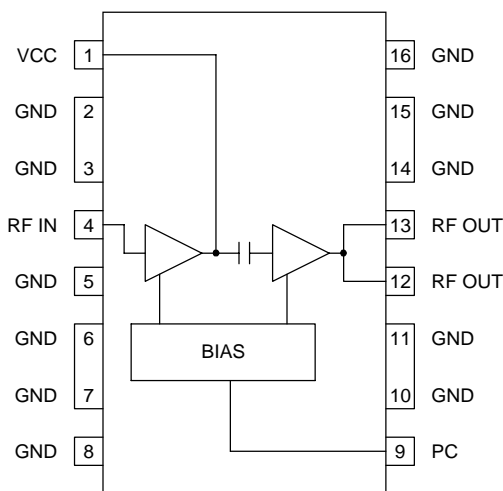 VCC 1 16 GND
GND 2 15 GND
GND 3 14 GND
RF IN 4 13 RF OUT
GND 5 12 RF OUT
GND 6 11 GND
BIAS
GND 7 10 GND
GND 8 9 PC